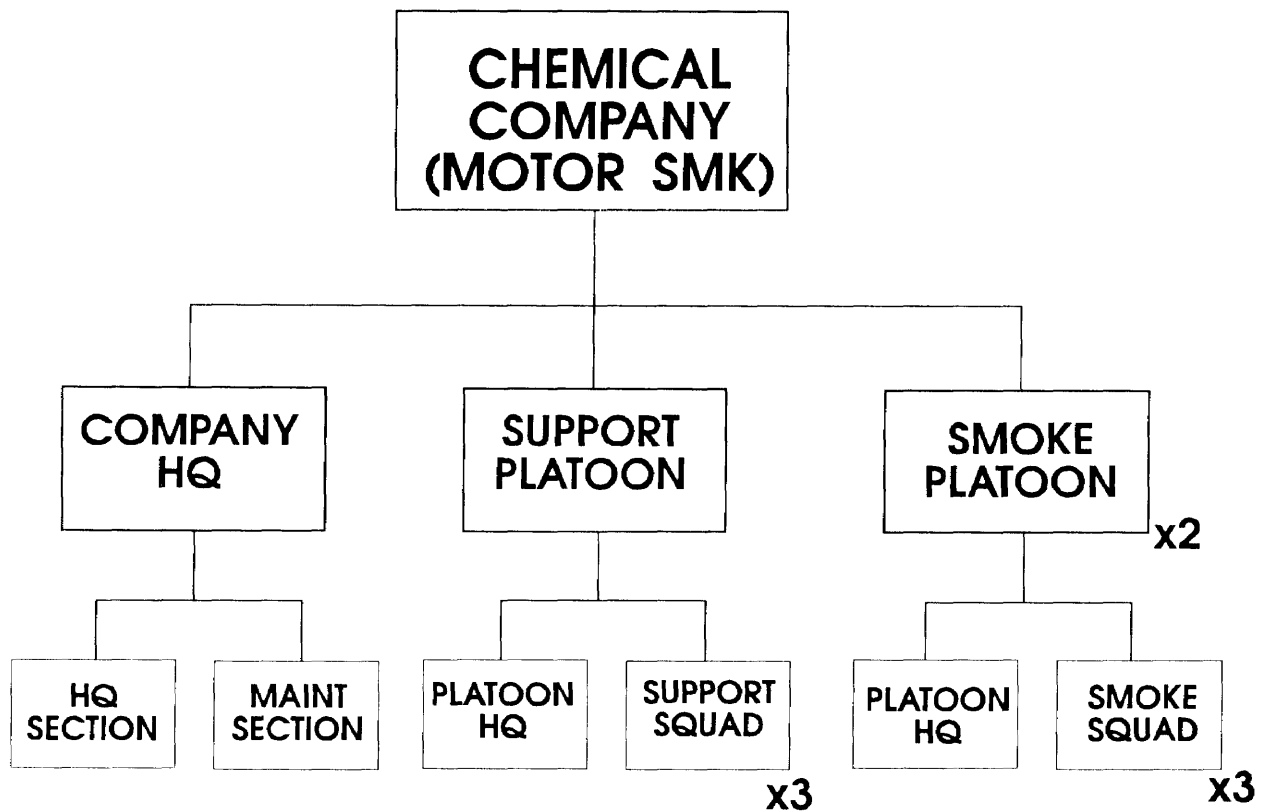 CHEMICAL
COMPANY
(MOTOR SMK)
COMPANY
HQ
SUPPORT
PLATOON
SMOKE
PLATOON
x2
HQ
SECTION
MAINT
SECTION
PLATOON
HQ
SUPPORT
SQUAD
x3
PLATOON
HQ
SMOKE
SQUAD
x3